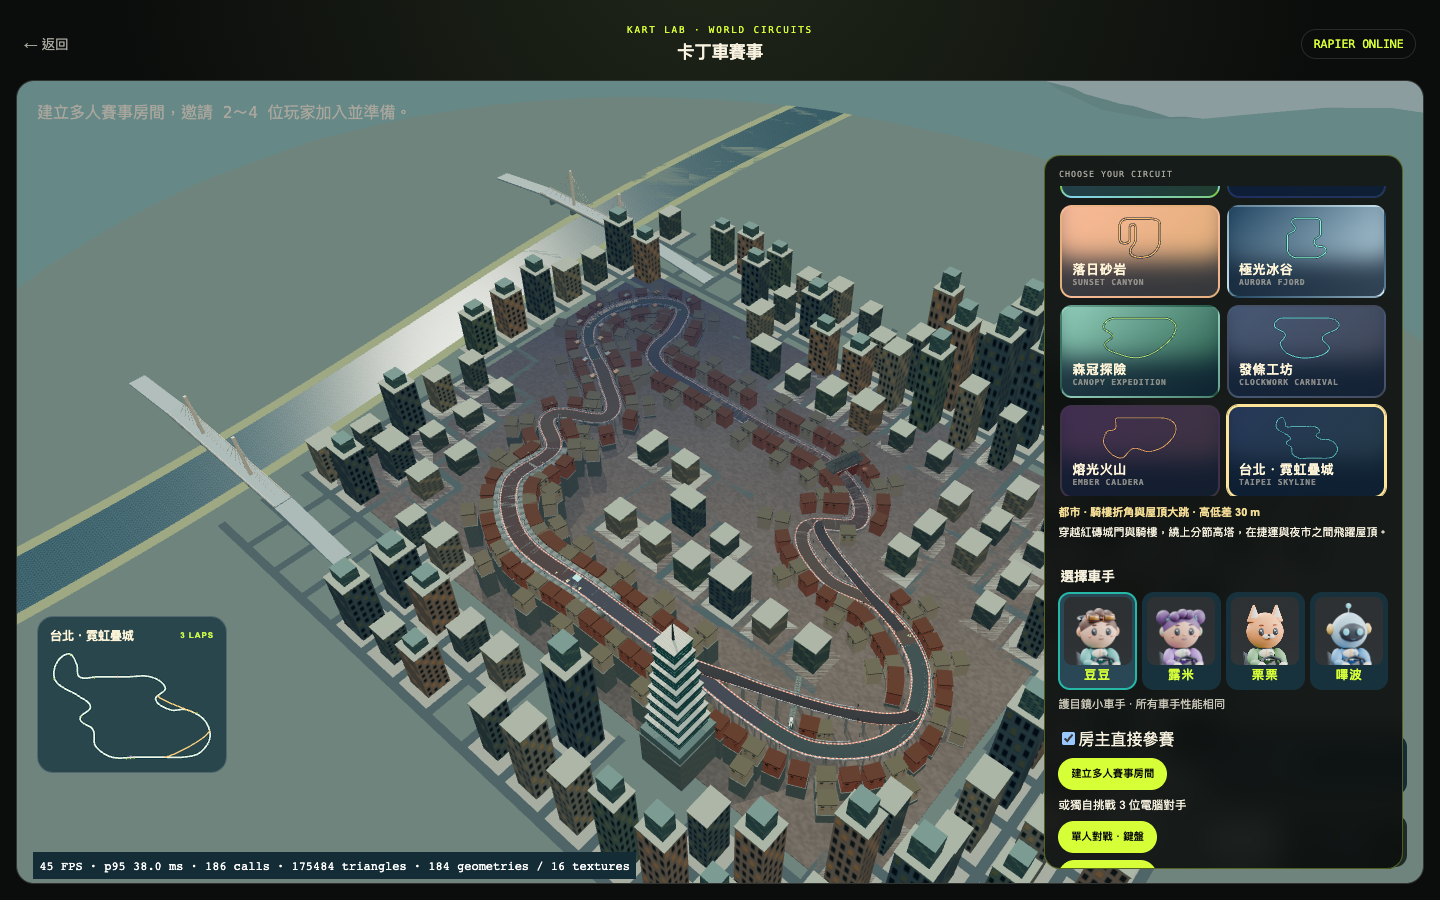 ← 返回
KART LAB · WORLD CIRCUITS
卡丁車賽事
RAPIER ONLINE
建立多人賽事房間，邀請 2～4 位玩家加入並準備。
CHOOSE YOUR CIRCUIT
落日砂岩
SUNSET CANYON
極光冰谷
AURORA FJORD
森冠探險
CANOPY EXPEDITION
發條工坊
CLOCKWORK CARNIVAL
熔光火山
EMBER CALDERA
台北·霓虹疊城
TAIPEI SKYLINE
都市·騎樓折角與屋頂大跳·高低差 30 m
穿越紅磚城門與騎樓，繞上分節高塔，在捷運與夜市之間飛躍屋頂。
選擇車手
豆豆
露米
栗栗
嗶波
護目鏡小車手·所有車手性能相同
房主直接參賽
建立多人賽事房間
或獨自挑戰 3 位電腦對手
單人對戰·鍵盤
台北·霓虹疊城
3 LAPS
45 FPS · p95 38.0 ms · 186 calls · 175484 triangles · 184 geometries / 16 textures